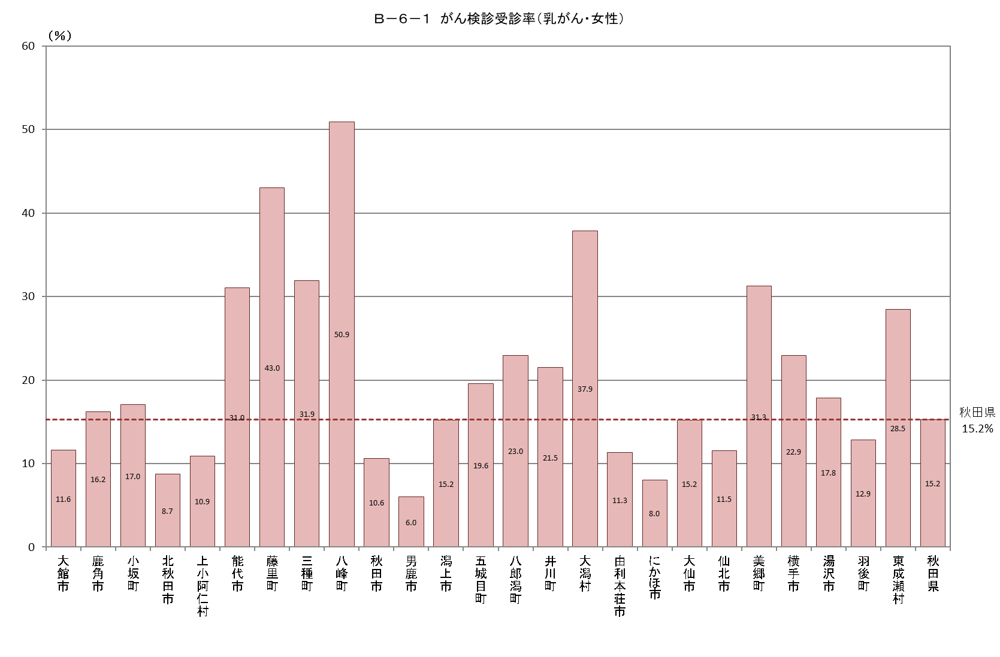 Ｂ－６－１　がん検診受診率（乳がん・女性）
（％）
60
50
40
30
20
10
0
11.6
16.2
17.0
8.7
10.9
31.0
43.0
31.9
50.9
10.6
6.0
15.2
19.6
23.0
21.5
37.9
11.3
8.0
15.2
11.5
31.3
22.9
17.8
12.9
28.5
15.2
秋田県
15.2%
大館市
鹿角市
小坂町
北秋田市
上小阿仁村
能代市
藤里町
三種町
八峰町
秋田市
男鹿市
潟上市
五城目町
八郎潟町
井川町
大潟村
由利本荘市
にかほ市
大仙市
仙北市
美郷町
横手市
湯沢市
羽後町
東成瀬村
秋田県